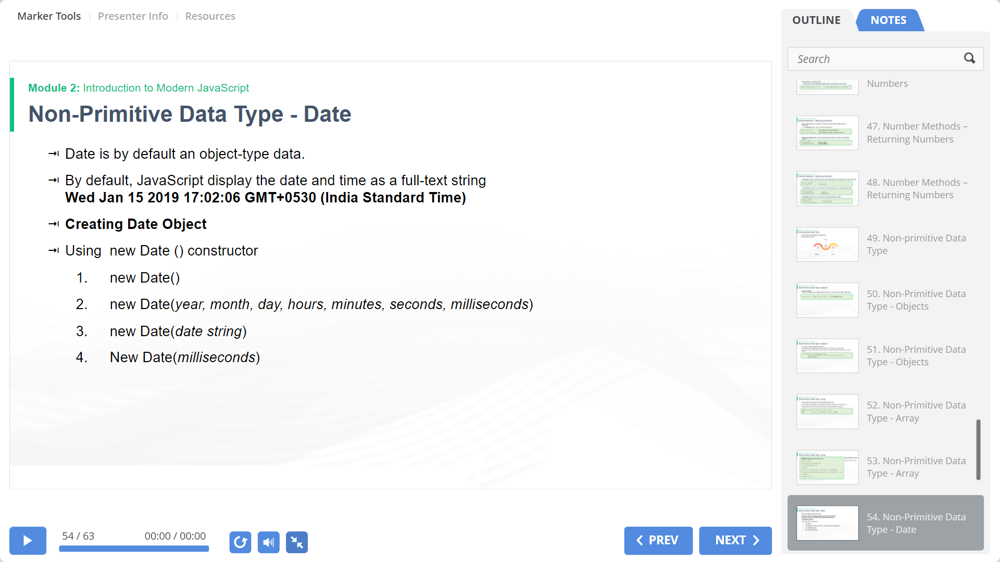 Marker Tools
Presenter Info
Resources
OUTLINE
NOTES
Search
Module 2: Introduction to Modern JavaScript
Non-Primitive Data Type - Date
Date is by default an object-type data.
By default, JavaScript display the date and time as a full-text string
Wed Jan 15 2019 17:02:06 GMT+0530 (India Standard Time)
Creating Date Object
Using new Date () constructor
1. new Date()
2. new Date(year, month, day, hours, minutes, seconds, milliseconds)
3. new Date(date string)
4. New Date(milliseconds)
Numbers
47. Number Methods –
Returning Numbers
48. Number Methods –
Returning Numbers
49. Non-primitive Data
Type
50. Non-Primitive Data
Type - Objects
51. Non-Primitive Data
Type - Objects
52. Non-Primitive Data
Type - Array
53. Non-Primitive Data
Type - Array
54. Non-Primitive Data
Type - Date
54 / 63
00:00 / 00:00
PREV
NEXT